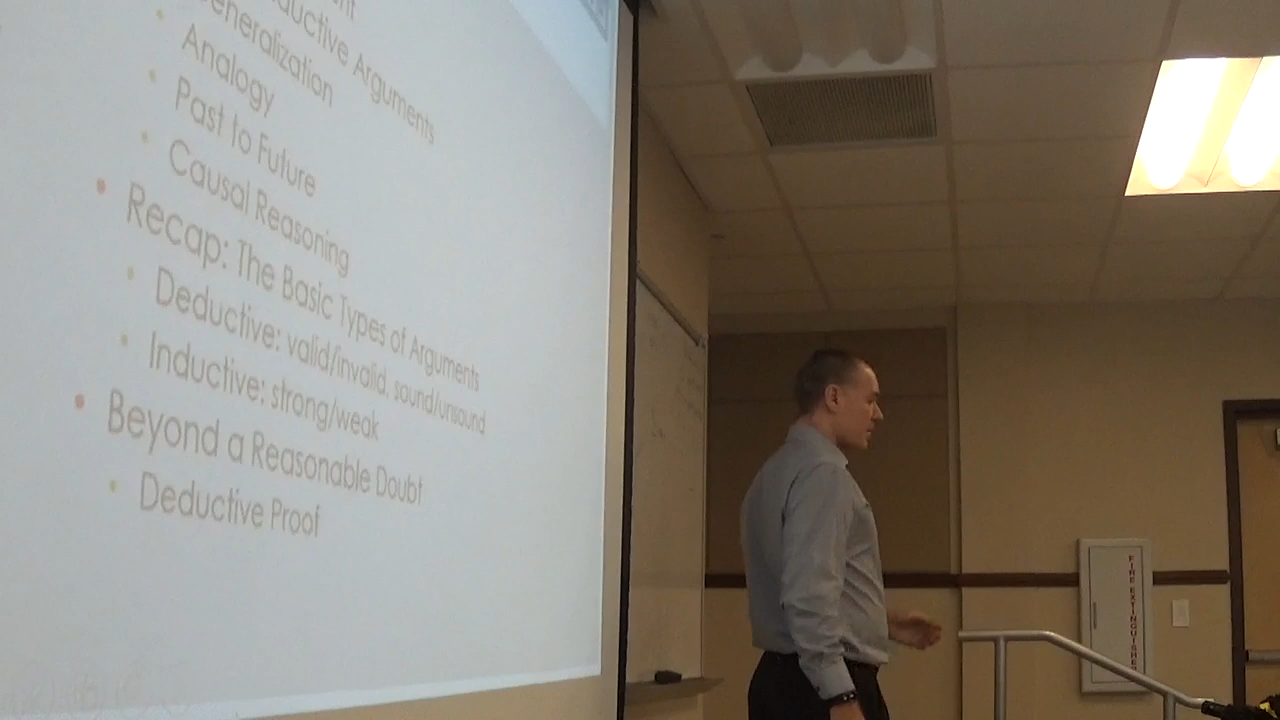 Arguments
Generalization
Analogy
Past to Future
Causal Reasoning
Recap: The Basic Types of Arguments
Deductive: valid/invalid, sound/unsound
Inductive: strong/weak
Beyond a Reasonable Doubt
Deductive Proof
FIRE EXTINGUISHER